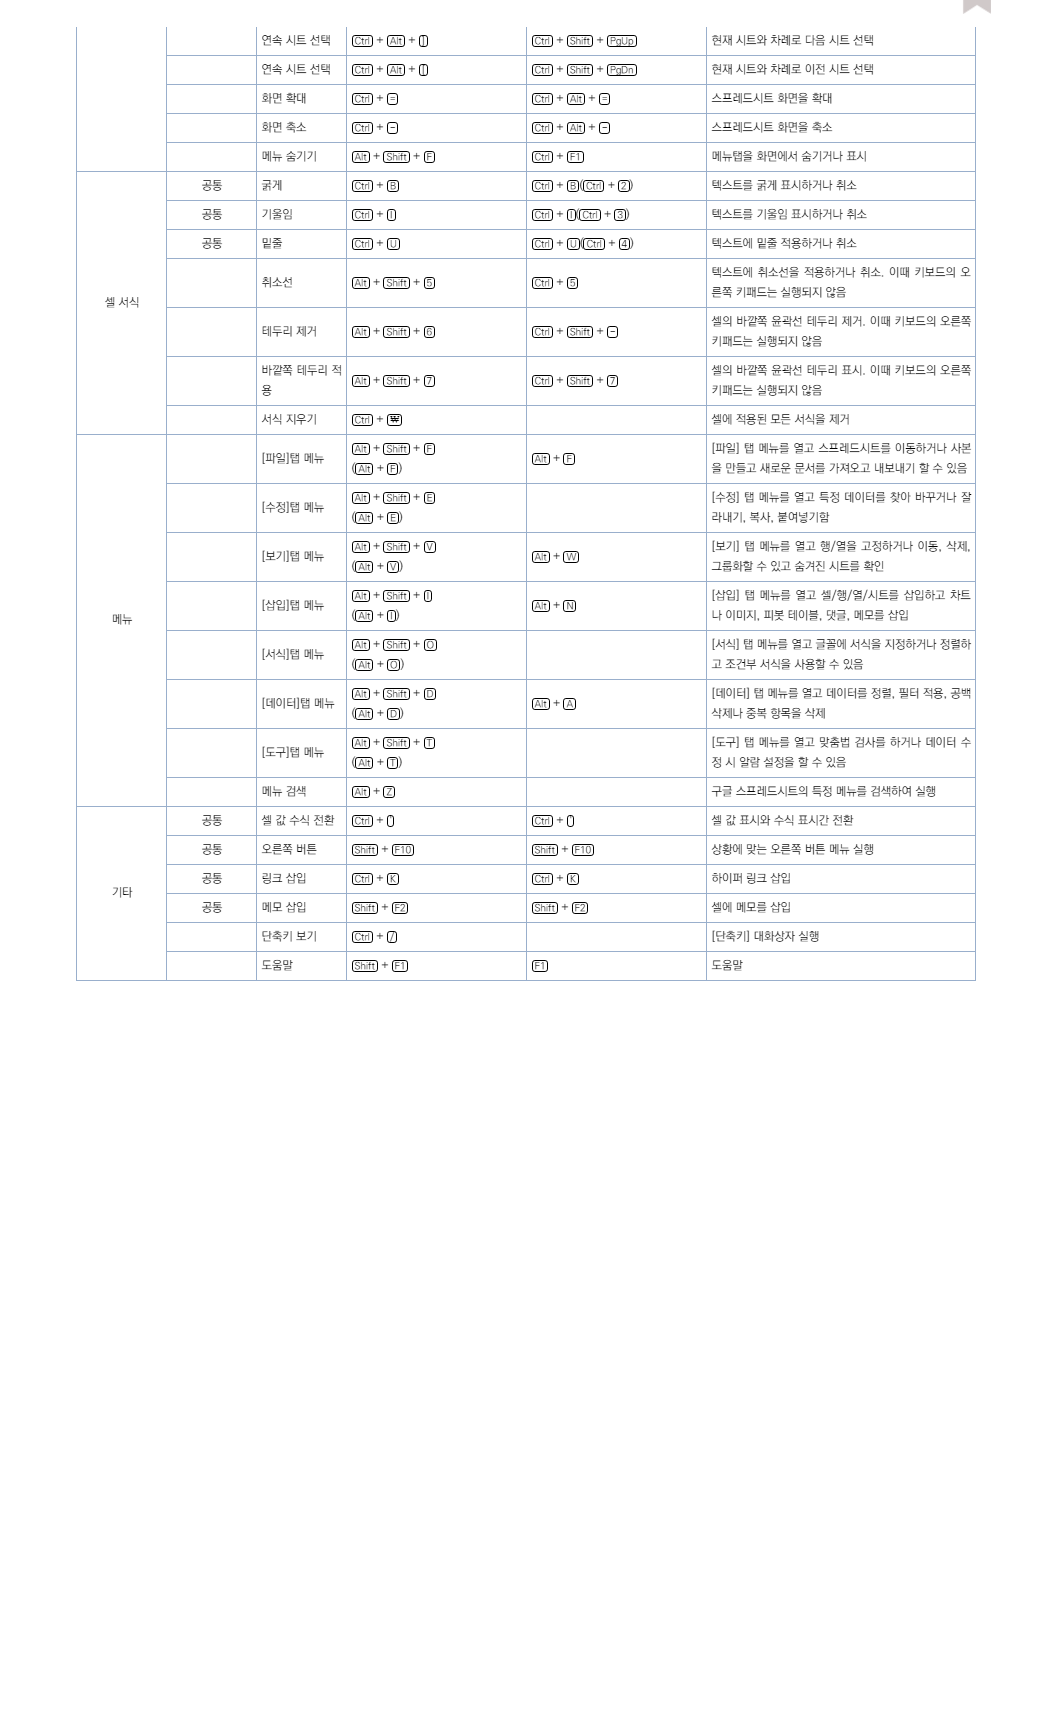 연속 시트 선택 Ctrl + Alt + ] Ctrl + Shift + PgUp 현재 시트와 차례로 다음 시트 선택
연속 시트 선택 Ctrl + Alt + [ Ctrl + Shift + PgDn 현재 시트와 차례로 이전 시트 선택
화면 확대 Ctrl + = Ctrl + Alt + = 스프레드시트 화면을 확대
화면 축소 Ctrl + - Ctrl + Alt + - 스프레드시트 화면을 축소
메뉴 숨기기 Alt + Shift + F Ctrl + F1 메뉴탭을 화면에서 숨기거나 표시
셀 서식
공통 굵게 Ctrl + B Ctrl + B(Ctrl + 2) 텍스트를 굵게 표시하거나 취소
공통 기울임 Ctrl + I Ctrl + I(Ctrl + 3) 텍스트를 기울임 표시하거나 취소
공통 밑줄 Ctrl + U Ctrl + U(Ctrl + 4) 텍스트에 밑줄 적용하거나 취소
취소선 Alt + Shift + 5 Ctrl + 5 텍스트에 취소선을 적용하거나 취소. 이때 키보드의 오
른쪽 키패드는 실행되지 않음
테두리 제거 Alt + Shift + 6 Ctrl + Shift + - 셀의 바깥쪽 윤곽선 테두리 제거. 이때 키보드의 오른쪽
키패드는 실행되지 않음
바깥쪽 테두리 적
용 Alt + Shift + 7 Ctrl + Shift + 7 셀의 바깥쪽 윤곽선 테두리 표시. 이때 키보드의 오른쪽
키패드는 실행되지 않음
서식 지우기 Ctrl + ₩ 셀에 적용된 모든 서식을 제거
메뉴
[파일]탭 메뉴 Alt + Shift + F
(Alt + F) Alt + F [파일] 탭 메뉴를 열고 스프레드시트를 이동하거나 사본
을 만들고 새로운 문서를 가져오고 내보내기 할 수 있음
[수정]탭 메뉴 Alt + Shift + E
(Alt + E) [수정] 탭 메뉴를 열고 특정 데이터를 찾아 바꾸거나 잘
라내기, 복사, 붙여넣기함
[보기]탭 메뉴 Alt + Shift + V
(Alt + V) Alt + W [보기] 탭 메뉴를 열고 행/열을 고정하거나 이동, 삭제,
그룹화할 수 있고 숨겨진 시트를 확인
[삽입]탭 메뉴 Alt + Shift + I
(Alt + I) Alt + N [삽입] 탭 메뉴를 열고 셀/행/열/시트를 삽입하고 차트
나 이미지, 피봇 테이블, 댓글, 메모를 삽입
[서식]탭 메뉴 Alt + Shift + O
(Alt + O) [서식] 탭 메뉴를 열고 글꼴에 서식을 지정하거나 정렬하
고 조건부 서식을 사용할 수 있음
[데이터]탭 메뉴 Alt + Shift + D
(Alt + D) Alt + A [데이터] 탭 메뉴를 열고 데이터를 정렬, 필터 적용, 공백
삭제나 중복 항목을 삭제
[도구]탭 메뉴 Alt + Shift + T
(Alt + T) [도구] 탭 메뉴를 열고 맞춤법 검사를 하거나 데이터 수
정 시 알람 설정을 할 수 있음
메뉴 검색 Alt + Z 구글 스프레드시트의 특정 메뉴를 검색하여 실행
기타
공통 셀 값 수식 전환 Ctrl + Ctrl + 셀 값 표시와 수식 표시간 전환
공통 오른쪽 버튼 Shift + F10 Shift + F10 상황에 맞는 오른쪽 버튼 메뉴 실행
공통 링크 삽입 Ctrl + K Ctrl + K 하이퍼 링크 삽입
공통 메모 삽입 Shift + F2 Shift + F2 셀에 메모를 삽입
단축키 보기 Ctrl + / [단축키] 대화상자 실행
도움말 Shift + F1 F1 도움말